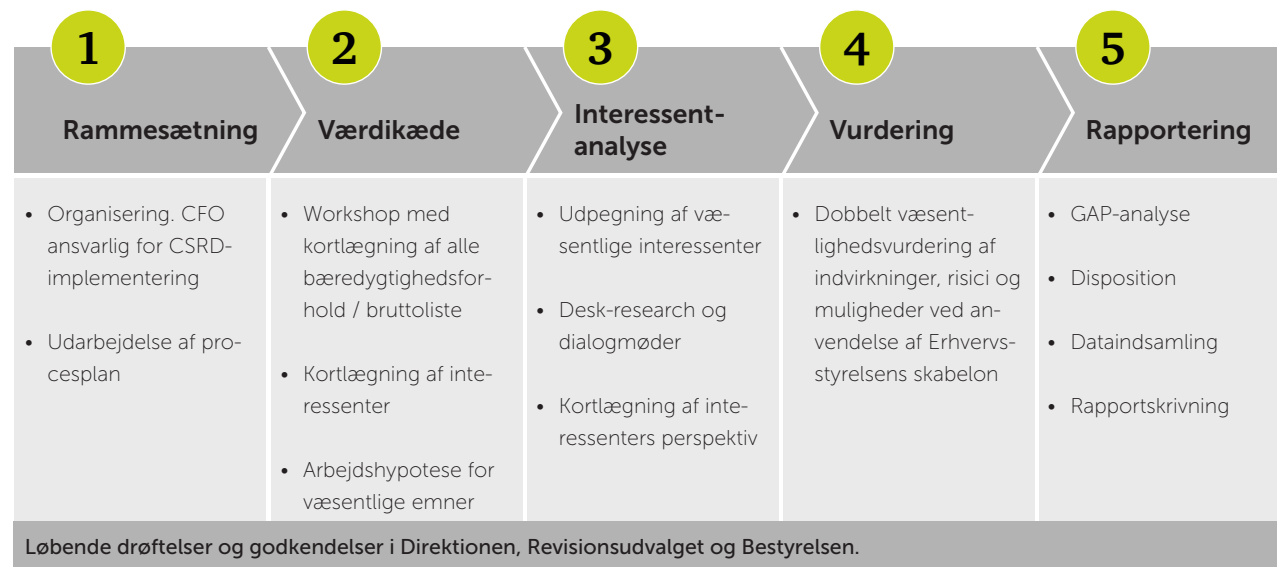 1
Rammesætning
• Organisering. CFO
ansvarlig for CSRD-
implementering
• Udarbejdelse af pro-
cesplan
2
Værdikæde
• Workshop med
kortlægning af alle
bæredygtighedsfor-
hold / bruttoliste
• Kortlægning af inte-
ressenter
• Arbejdshypotese for
væsentlige emner
3
Interessent-
analyse
• Udpegning af væ-
sentlige interessenter
• Desk-research og
dialogmøder
• Kortlægning af inte-
ressenters perspektiv
4
Vurdering
• Dobbelt væsent-
lighedsvurdering af
indvirkninger, risici og
muligheder ved an-
vendelse af Erhvervs-
styrelsens skabelon
5
Rapportering
• GAP-analyse
• Disposition
• Dataindsamling
• Rapportskrivning
Løbende drøftelser og godkendelser i Direktionen, Revisionsudvalget og Bestyrelsen.